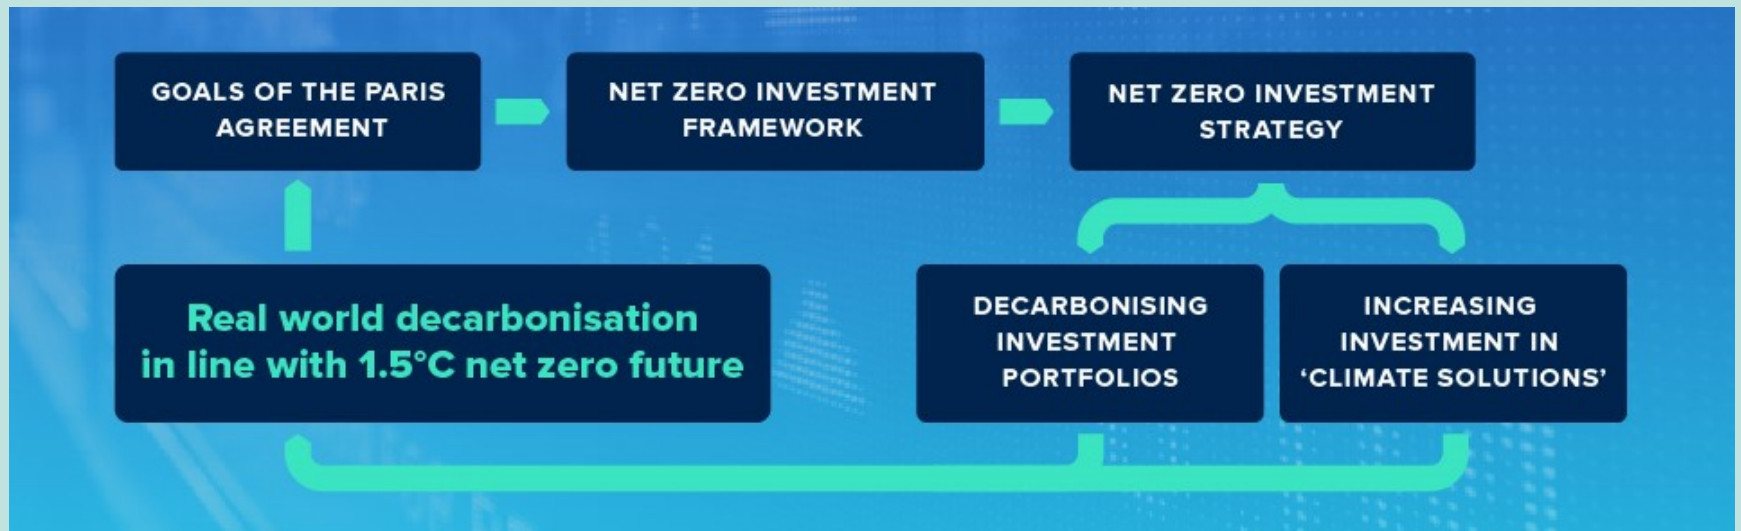 GOALS OF THE PARIS
AGREEMENT
NET ZERO INVESTMENT
FRAMEWORK
NET ZERO INVESTMENT
STRATEGY
Real world decarbonisation
in line with 1.5°C net zero future
DECARBONISING
INVESTMENT
PORTFOLIOS
INCREASING
INVESTMENT IN
‘CLIMATE SOLUTIONS’